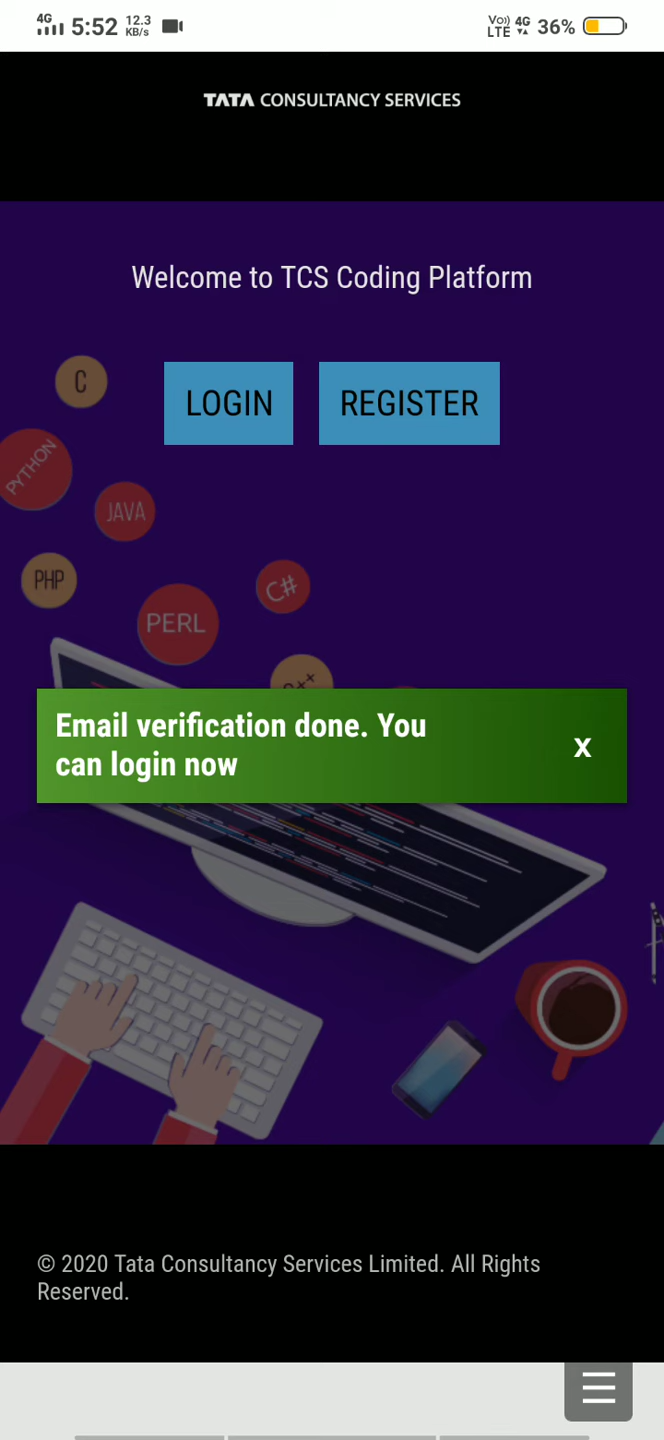 4G 5:52 12.3 KB/s Vo)) LTE 4G 36%
TATA CONSULTANCY SERVICES
Welcome to TCS Coding Platform
LOGIN REGISTER
C
PYTHON
JAVA
PHP
C#
PERL
Email verification done. You
can login now
x
© 2020 Tata Consultancy Services Limited. All Rights
Reserved.